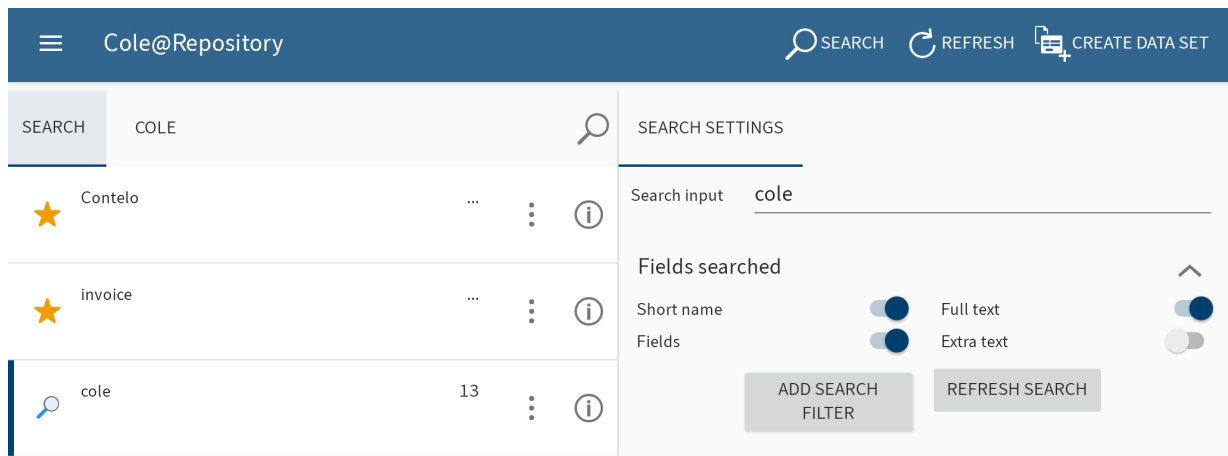 Cole@Repository SEARCH REFRESH CREATE DATA SET
SEARCH COLE
Contelo ...
invoice ...
cole 13
SEARCH SETTINGS
Search input cole
Fields searched
Short name Full text
Fields Extra text
ADD SEARCH
FILTER
REFRESH SEARCH